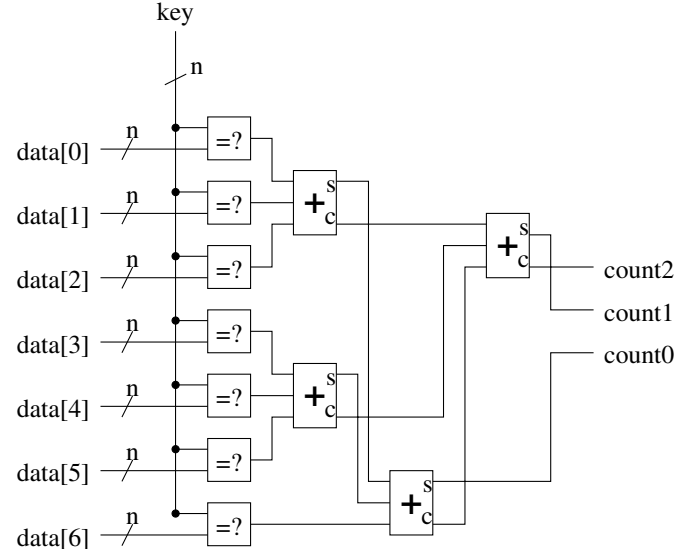 key
n
n
data[0]
=?
n
data[1]
=?
+
s
c
n
data[2]
=?
+
s
c
n
data[3]
=?
count2
count1
count0
n
data[4]
=?
+
s
c
n
data[5]
=?
n
data[6]
=?
+
s
c